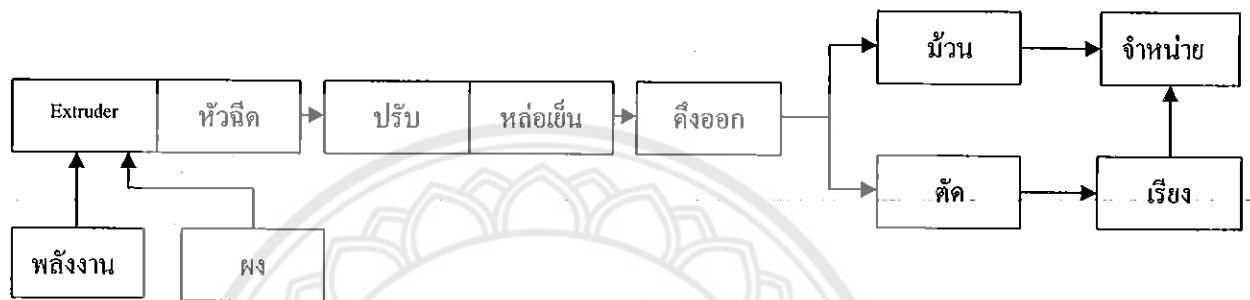 ม้วน
จำหน่าย
Extruder
หัวฉีด
ปรับ
หล่อเย็น
ดึงออก
ตัด
เรียง
พลังงาน
ผง